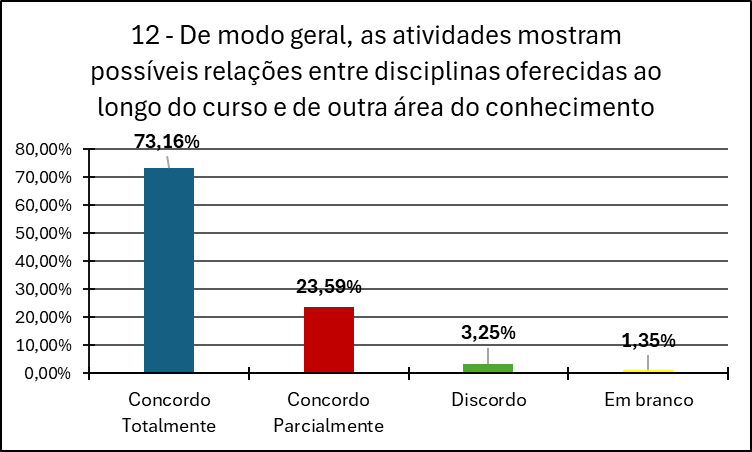 12 - De modo geral, as atividades mostram
possíveis relações entre disciplinas oferecidas ao
longo do curso e de outra área do conhecimento
80,00%
70,00%
60,00%
50,00%
40,00%
30,00%
20,00%
10,00%
0,00%
73,16%
23,59%
3,25%
1,35%
Concordo
Totalmente
Concordo
Parcialmente
Discordo
Em branco